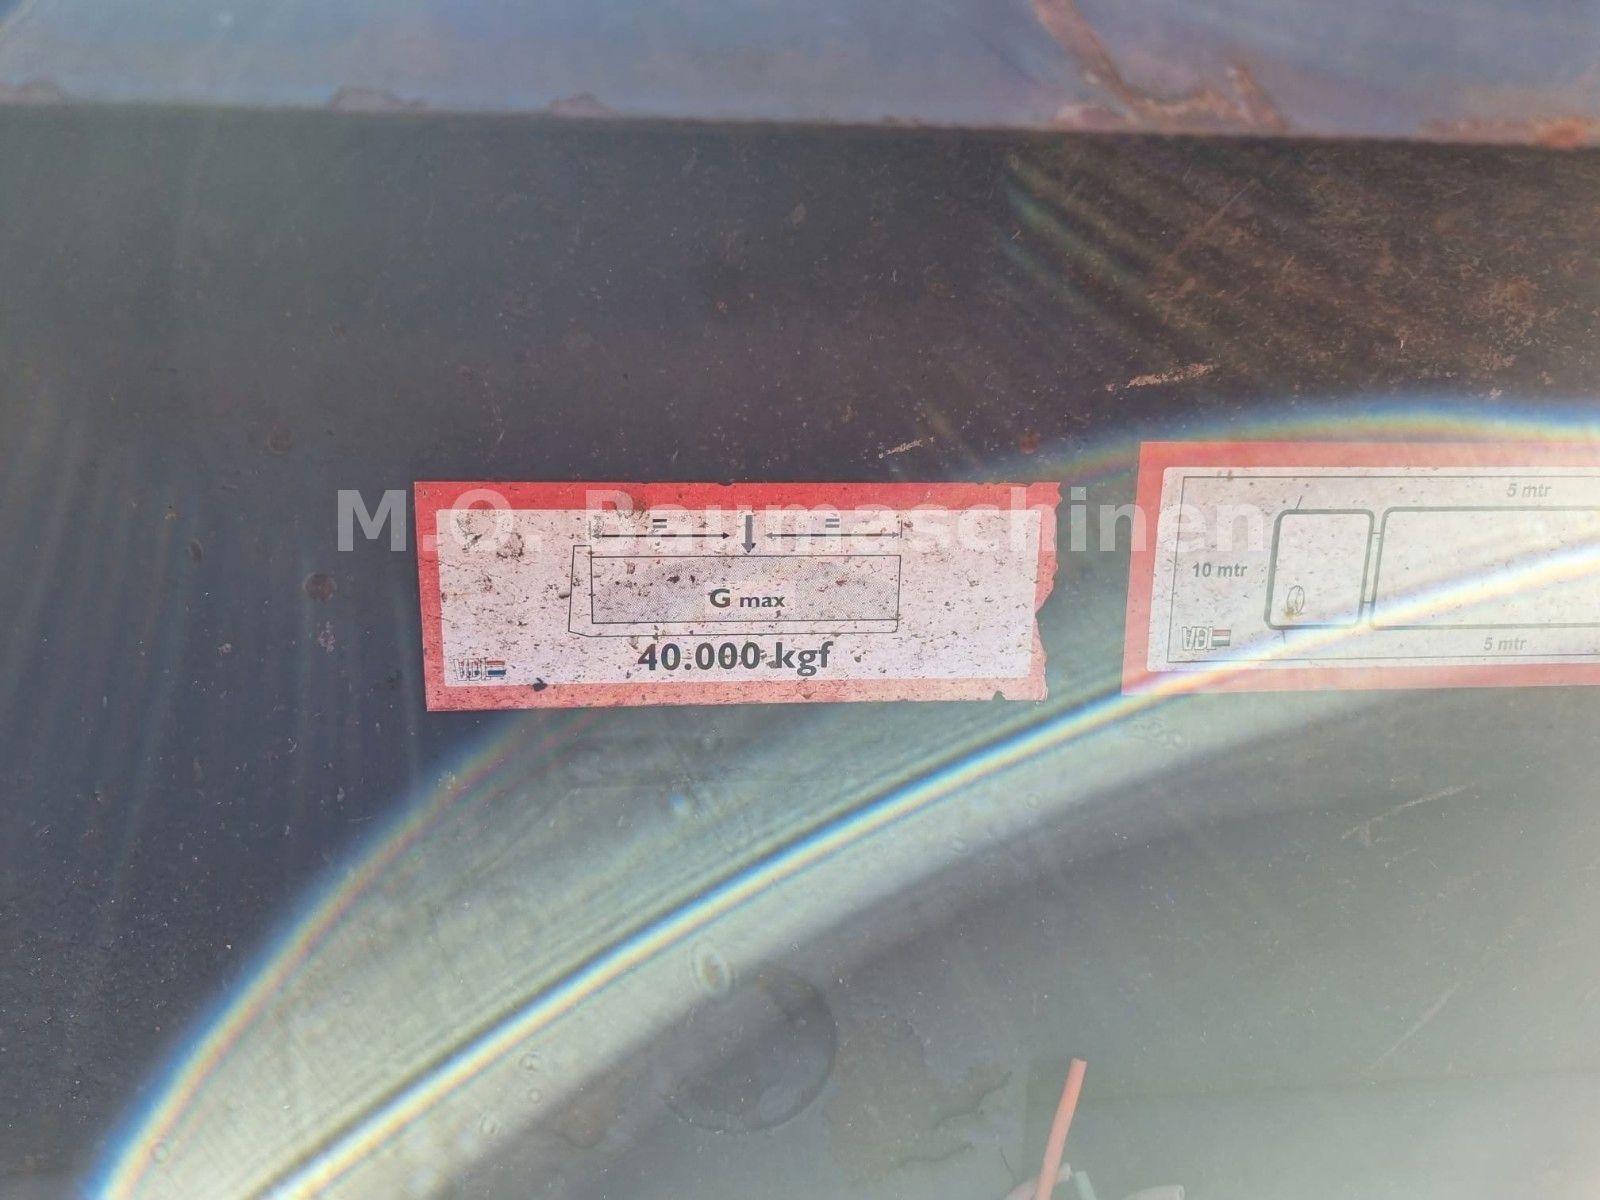 M.O. Baumaschinen
=
=
G max
40.000 kgf
VDL
5 mtr
10 mtr
VDL
5 mtr